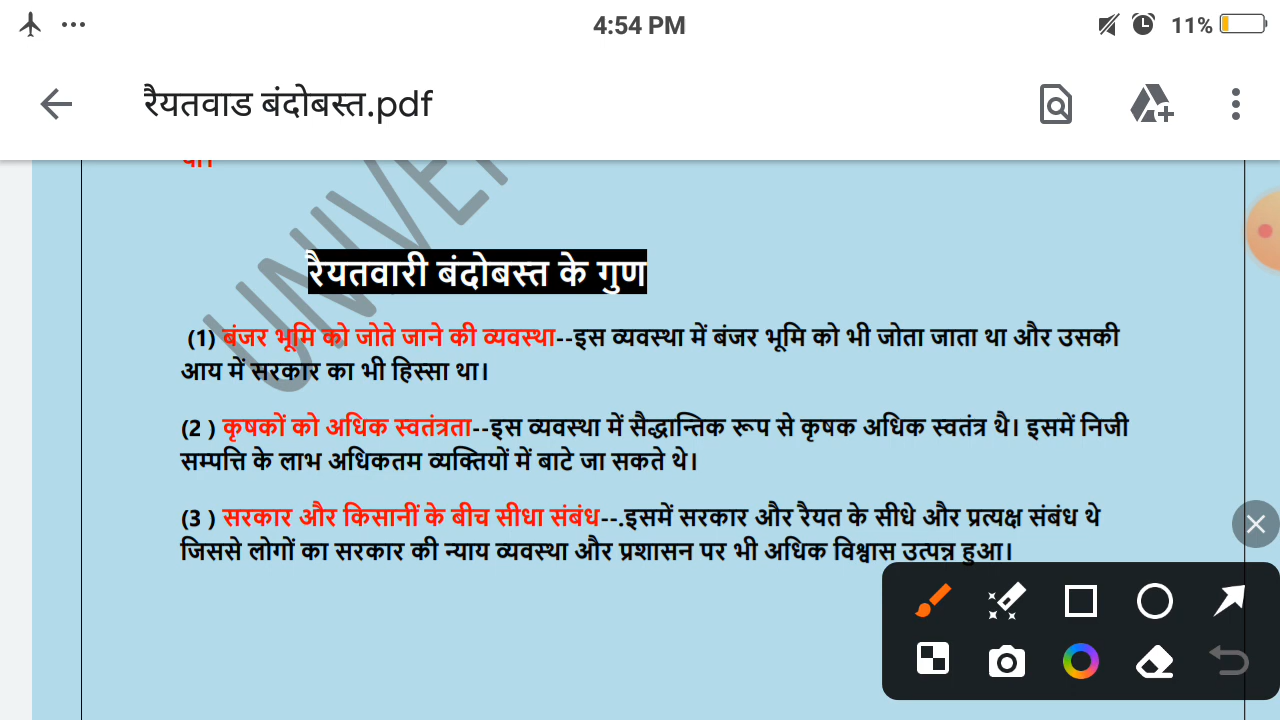 4:54 PM
11%
रैयतवाड बंदोबस्त.pdf
UNIVE
रैयतवारी बंदोबस्त के गुण
(1) बंजर भूमि को जोते जाने की व्यवस्था--इस व्यवस्था में बंजर भूमि को भी जोता जाता था और उसकी
आय में सरकार का भी हिस्सा था।
(2 ) कृषकों को अधिक स्वतंत्रता--इस व्यवस्था में सैद्धान्तिक रूप से कृषक अधिक स्वतंत्र थै। इसमें निजी
सम्पत्ति के लाभ अधिकतम व्यक्तियों में बाटे जा सकते थे।
(3 ) सरकार और किसानीं के बीच सीधा संबंध--.इसमें सरकार और रैयत के सीधे और प्रत्यक्ष संबंध थे
जिससे लोगों का सरकार की न्याय व्यवस्था और प्रशासन पर भी अधिक विश्वास उत्पन्न हुआ।